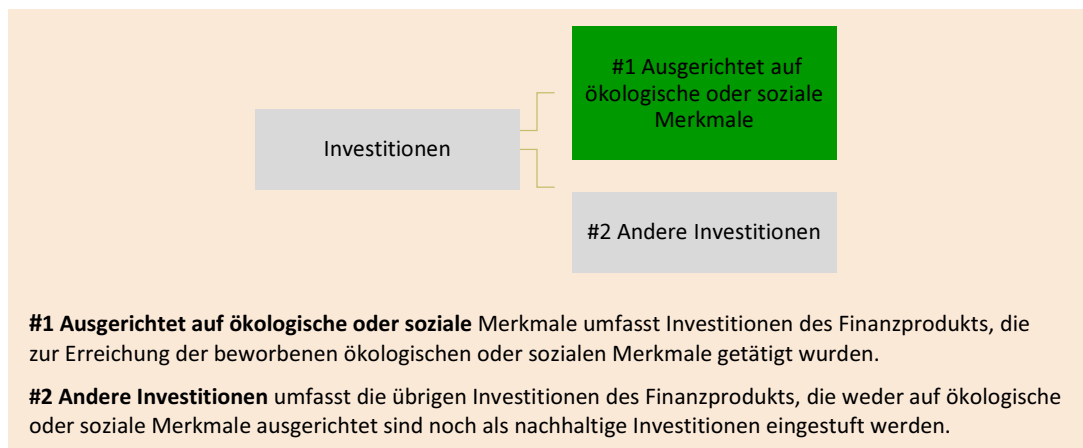 #1 Ausgerichtet auf
ökologische oder soziale
Merkmale
Investitionen
#2 Andere Investitionen
#1 Ausgerichtet auf ökologische oder soziale Merkmale umfasst Investitionen des Finanzprodukts, die
zur Erreichung der beworbenen ökologischen oder sozialen Merkmale getätigt wurden.
#2 Andere Investitionen umfasst die übrigen Investitionen des Finanzprodukts, die weder auf ökologische
oder soziale Merkmale ausgerichtet sind noch als nachhaltige Investitionen eingestuft werden.